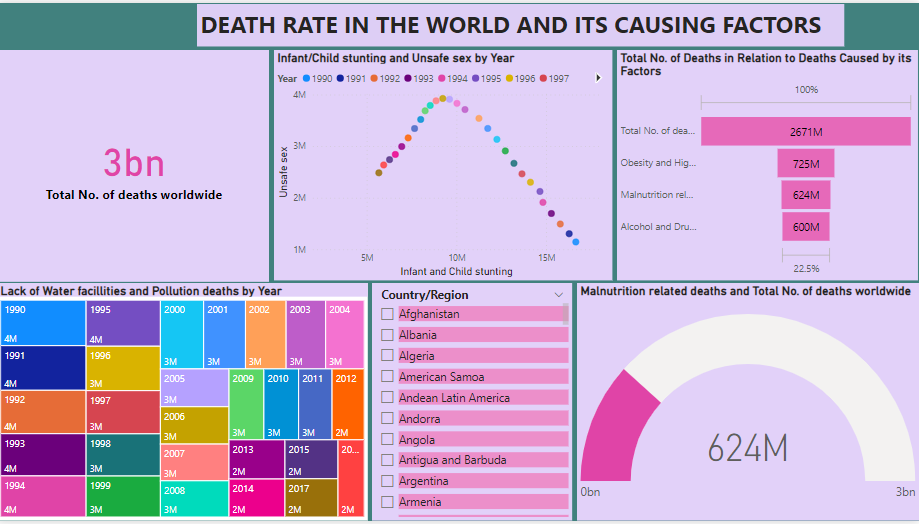 DEATH RATE IN THE WORLD AND ITS CAUSING FACTORS
3bn
Total No. of deaths worldwide
Infant/Child stunting and Unsafe sex by Year
Year 1990 1991 1992 1993 1994 1995 1996 1997
4M
3M
2M
1M
Unsafe sex
5M 10M 15M
Infant and Child stunting
Total No. of Deaths in Relation to Deaths Caused by its
Factors
100%
Total No. of dea... 2671M
Obesity and Hig... 725M
Malnutrition rel... 624M
Alcohol and Dru... 600M
22.5%
Lack of Water facillities and Pollution deaths by Year
1990
4M
1991
4M
1992
4M
1993
4M
1994
4M
1995
4M
1996
3M
1997
3M
1998
3M
1999
3M
2000
3M
2001
3M
2002
3M
2003
3M
2004
3M
2005
3M
2006
3M
2007
3M
2008
3M
2009
3M
2010
3M
2011
3M
2012
2M
2013
2M
2014
2M
2015
2M
2017
2M
20...
2M
Country/Region
Afghanistan
Albania
Algeria
American Samoa
Andean Latin America
Andorra
Angola
Antigua and Barbuda
Argentina
Armenia
Malnutrition related deaths and Total No. of deaths worldwide
624M
0bn 3bn